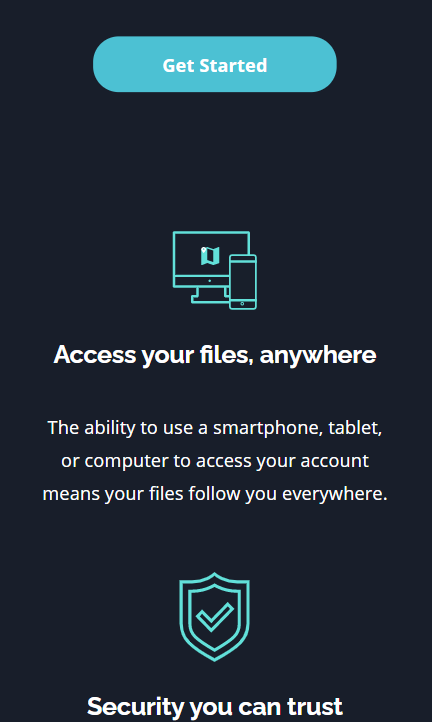 Get Started
Access your files, anywhere
The ability to use a smartphone, tablet,
or computer to access your account
means your files follow you everywhere.
Security you can trust